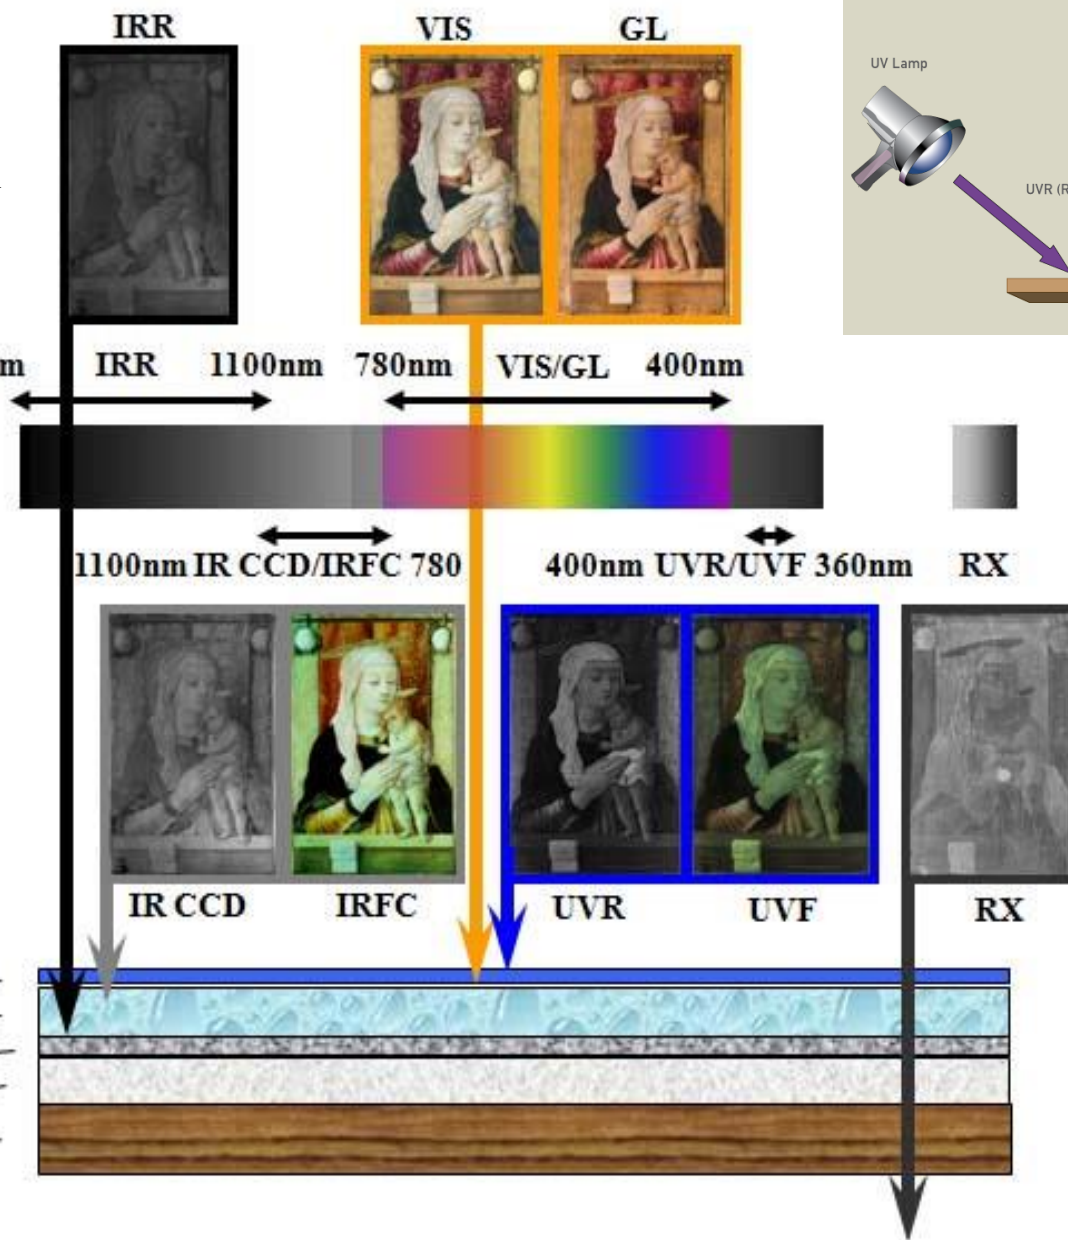 IRR
VIS
GL
UV Lamp
UVR (R
m
IRR
1100nm
780nm
VIS/GL
400nm
1100nm IR CCD/IRFC 780
400nm UVR/UVF 360nm
RX
IR CCD
IRFC
UVR
UVF
RX